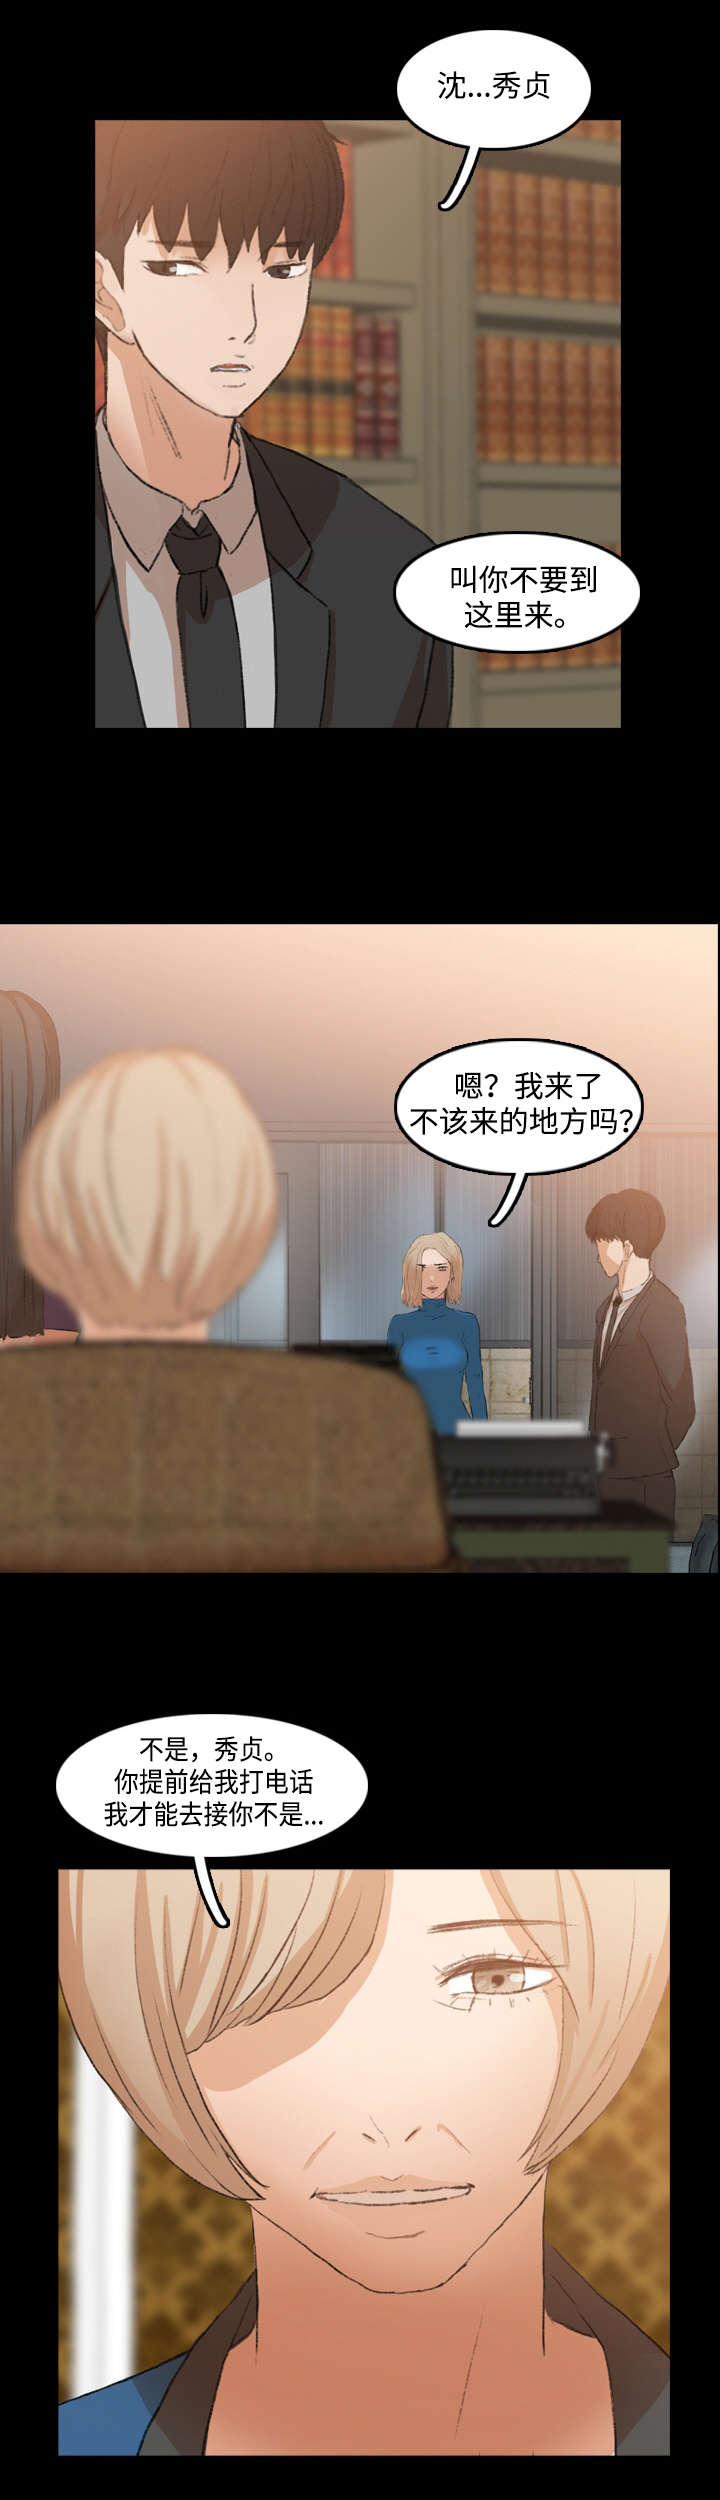 沈...秀贞
叫你不要到
这里来。
嗯？我来了
不该来的地方吗？
不是，秀贞。
你提前给我打电话
我才能去接你不是...